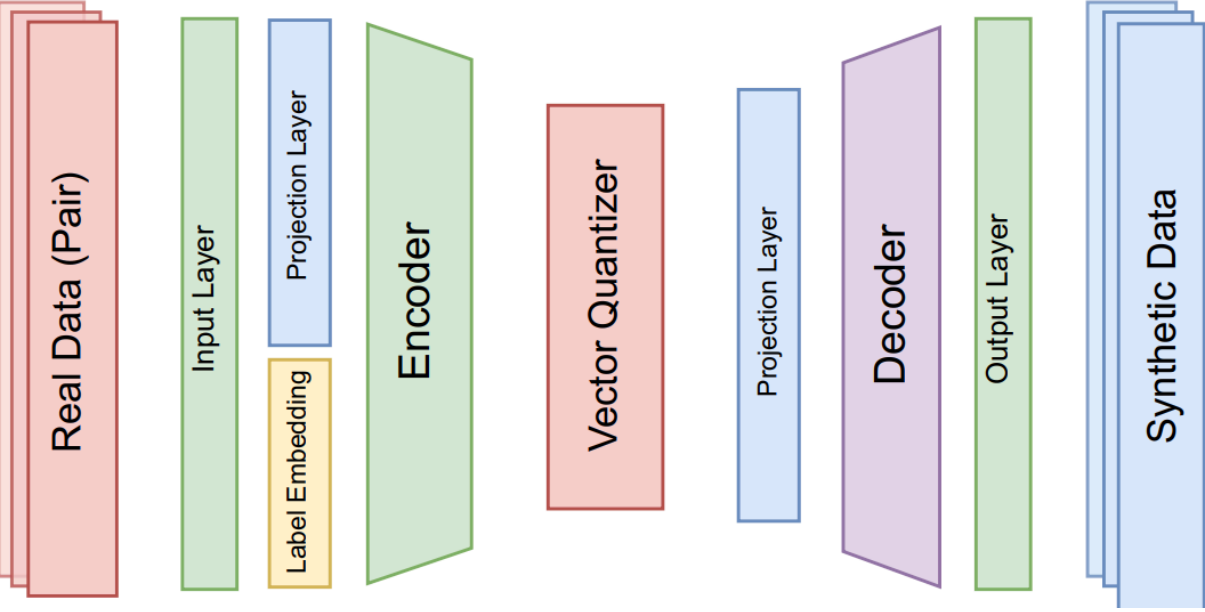 Real Data (Pair)
Input Layer
Projection Layer
Label Embedding
Encoder
Vector Quantizer
Projection Layer
Decoder
Output Layer
Synthetic Data